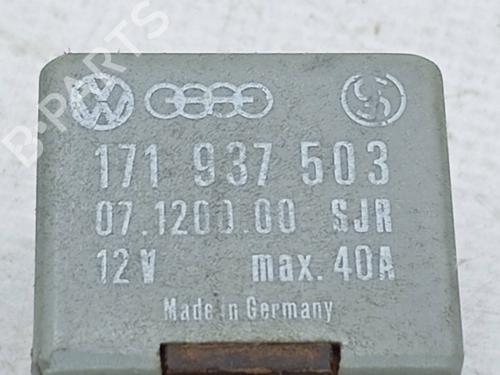 B-PARTS
171 937 503
07.1200.00 SJR
12V max. 40A
Made in Germany